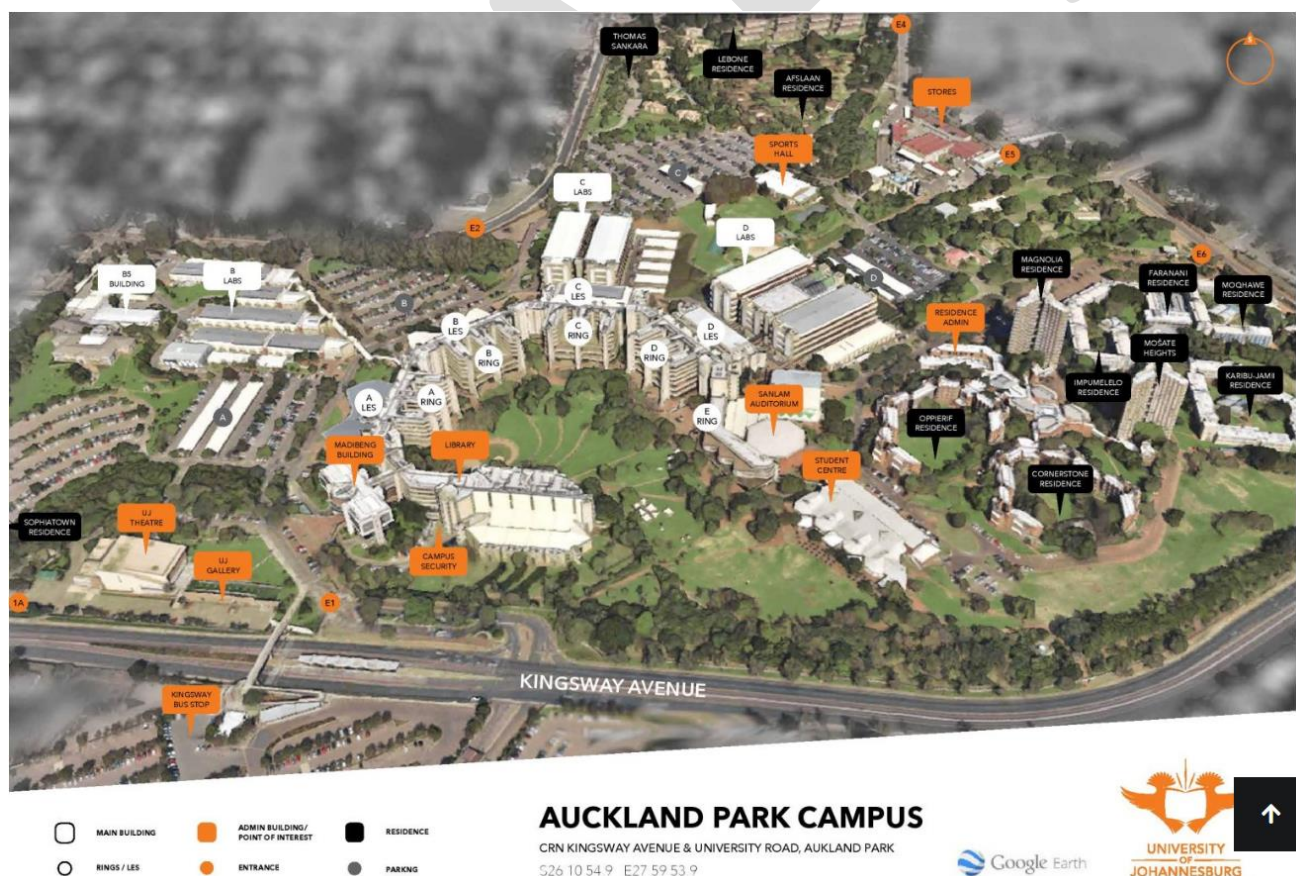 THOMAS
SANKARA
LEBONE
RESIDENCE
E4
S
AFSLAAN
RESIDENCE
STORES
SPORTS
HALL
E5
C
C
LABS
E2
D
LABS
B5
BUILDING
B
LABS
MAGNOLIA
RESIDENCE
FARANANI
RESIDENCE
E6
MOQHAWE
RESIDENCE
D
B
C
LES
RESIDENCE
ADMIN
B
LES
C
RING
D
LES
B
RING
D
RING
MOŠATE
HEIGHTS
IMPUMELELO
RESIDENCE
KARIBU-JAMII
RESIDENCE
A
A
LES
A
RING
SANLAM
AUDITORIUM
E
RING
OPPIERIF
RESIDENCE
MADIBENG
BUILDING
LIBRARY
STUDENT
CENTRE
CORNERSTONE
RESIDENCE
SOPHIATOWN
RESIDENCE
UJ
THEATRE
UJ
GALLERY
CAMPUS
SECURITY
1A
E1
KINGSWAY AVENUE
KINGSWAY
BUS STOP
MAIN BUILDING
ADMIN BUILDING/
POINT OF INTEREST
RESIDENCE
RINGS / LES
ENTRANCE
PARKNG
AUCKLAND PARK CAMPUS
CRN KINGSWAY AVENUE & UNIVERSITY ROAD, AUKLAND PARK
S26 10 54 9 E27 59 53 9
Google Earth
UNIVERSITY
OF
JOHANNESBURG